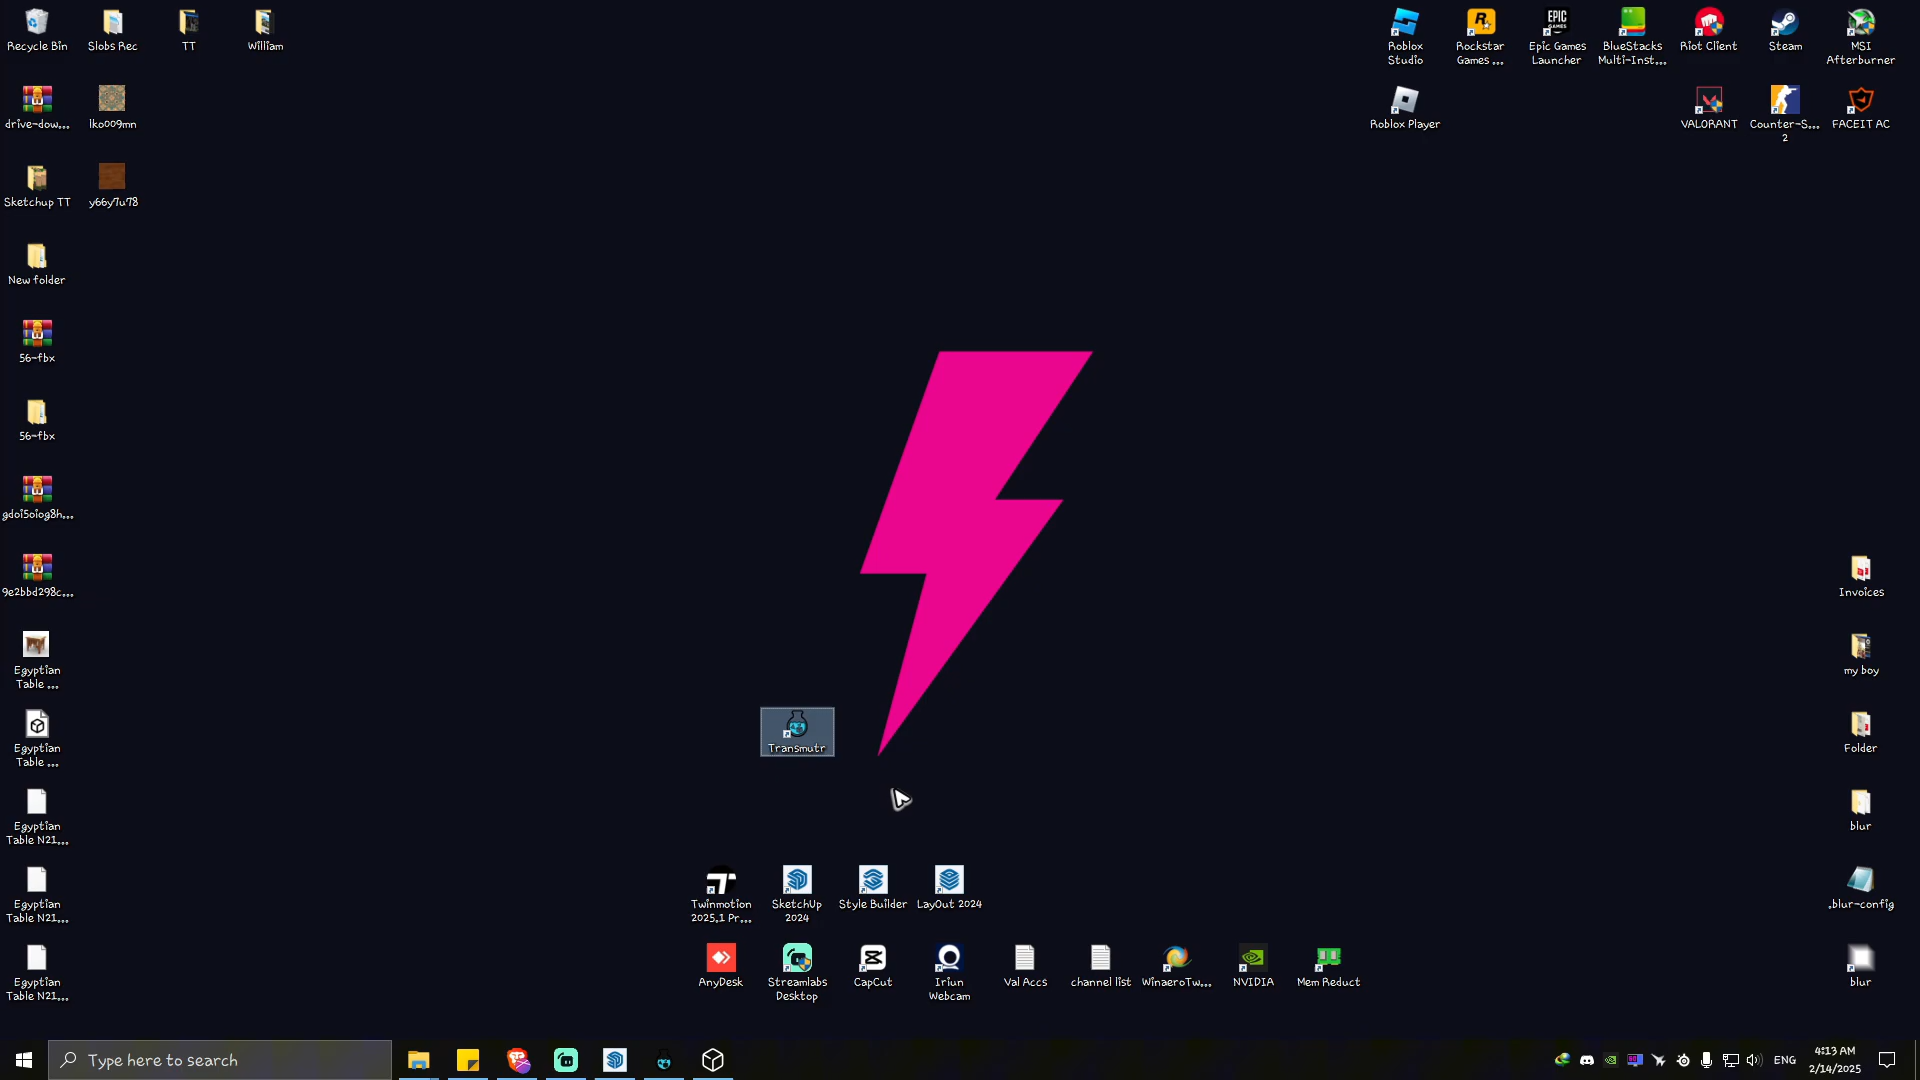 Recycle Bin
Slobs Rec
TT
William
Roblox
Studio
Rockstar
Games ...
Epic Games
Launcher
BlueStacks
Multi-Inst...
Riot Client
Steam
MSI
Afterburner
drive-dow...
lko009mn
Roblox Player
VALORANT
Counter-S...
2
FACEIT AC
Sketchup TT
y66y7u78
New folder
56-fbx
56-fbx
gdoi5oiog8h...
9e2bbd298c...
Invoices
Egyptian
Table ...
my boy
Egyptian
Table ...
Transmutr
Folder
Egyptian
Table N21...
blur
Egyptian
Table N21...
Twinmotion
2025.1 Pr...
SketchUp
2024
Style Builder
LayOut 2024
.blur-config
Egyptian
Table N21...
AnyDesk
Streamlabs
Desktop
CapCut
Iriun
Webcam
Val Accs
channel list
WinaeroTw...
NVIDIA
Mem Reduct
blur
Type here to search
ENG
4:13 AM
2/14/2025